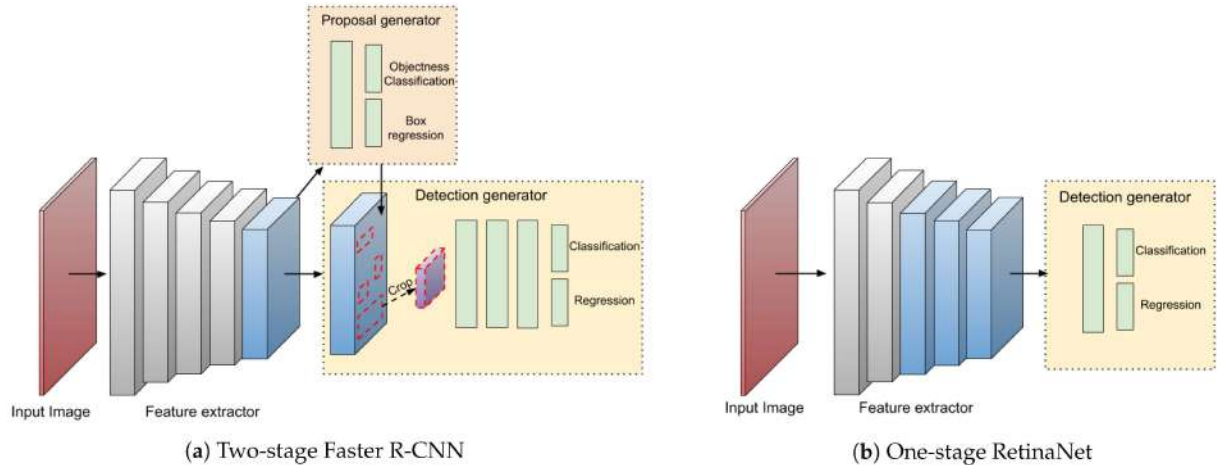 Proposal generator
Objectness
Classification
Box
regression
Detection generator
Crop
Classification
Regression
Input Image
Feature extractor
(a) Two-stage Faster R-CNN
Detection generator
Classification
Regression
Input Image
Feature extractor
(b) One-stage RetinaNet